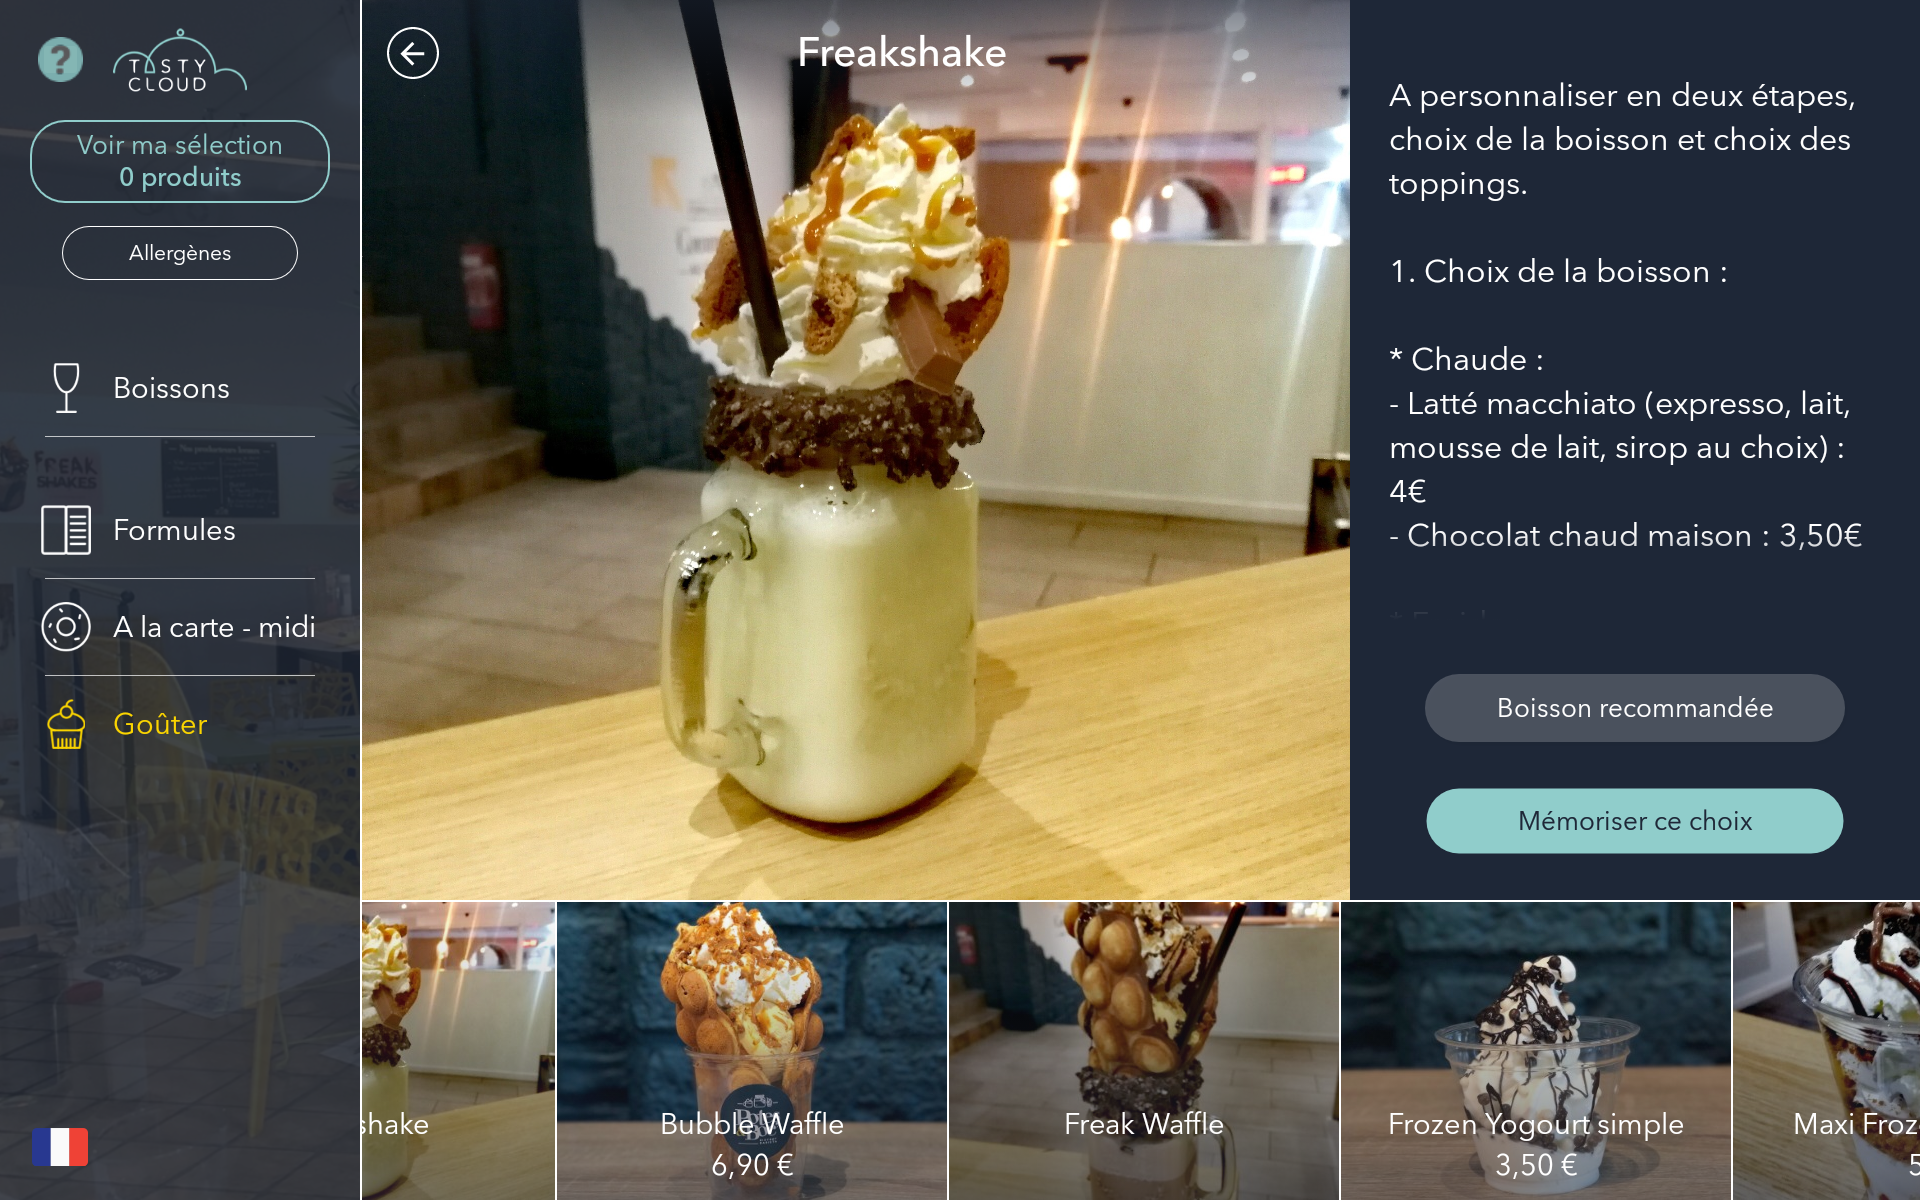 ?
TASTY
CLOUD
Voir ma sélection
0 produits
Allergènes
Boissons
FREAK
SHAKES
Formules
A la carte - midi
Goûter
Freakshake
A personnaliser en deux étapes,
choix de la boisson et choix des
toppings.
1. Choix de la boisson :
* Chaude :
- Latté macchiato (expresso, lait,
mousse de lait, sirop au choix) :
4€
- Chocolat chaud maison : 3,50€
Boisson recommandée
Mémoriser ce choix
shake
Bubble Waffle
6,90 €
Freak Waffle
Frozen Yogourt simple
3,50 €
Maxi Froz
5